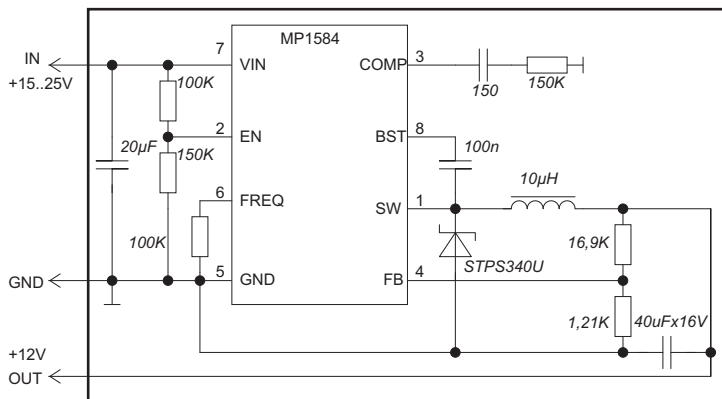 MP1584
IN
+15..25V
7
VIN
COMP
3
150
150K
100K
2
EN
BST
8
100n
20µF
150K
10µH
6
FREQ
SW
1
100K
STPS340U
16,9K
GND
5
GND
FB
4
1,21K
40uFx16V
+12V
OUT